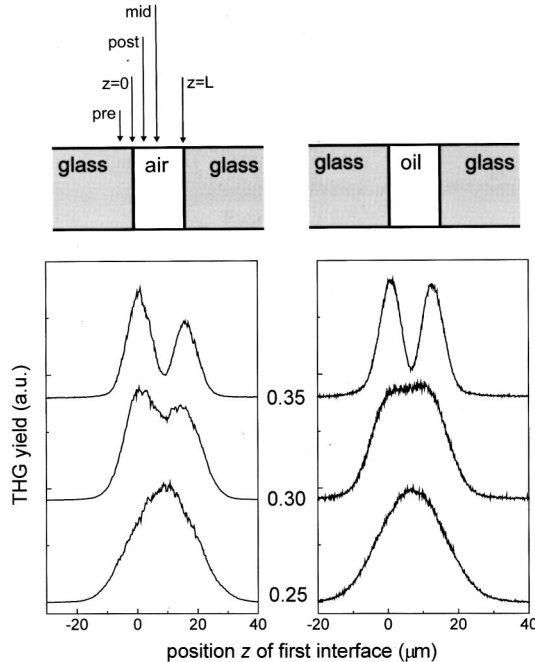 mid
post
z=0
z=L
pre
glass
air
glass
glass
oil
glass
THG yield (a.u.)
0.35
0.30
0.25
-20
0
20
40
-20
0
20
40
position z of first interface (μm)